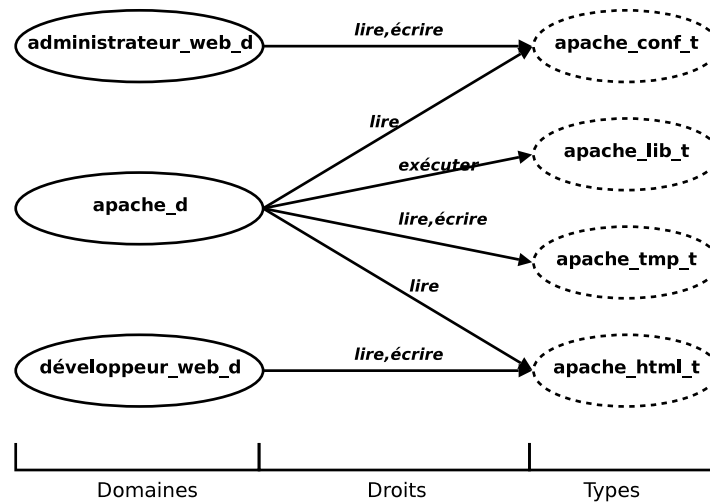 administrateur_web_d
lire,écrire
apache_conf_t
lire
apache_lib_t
exécuter
apache_d
lire,écrire
apache_tmp_t
lire
développeur_web_d
lire,écrire
apache_html_t
Domaines
Droits
Types